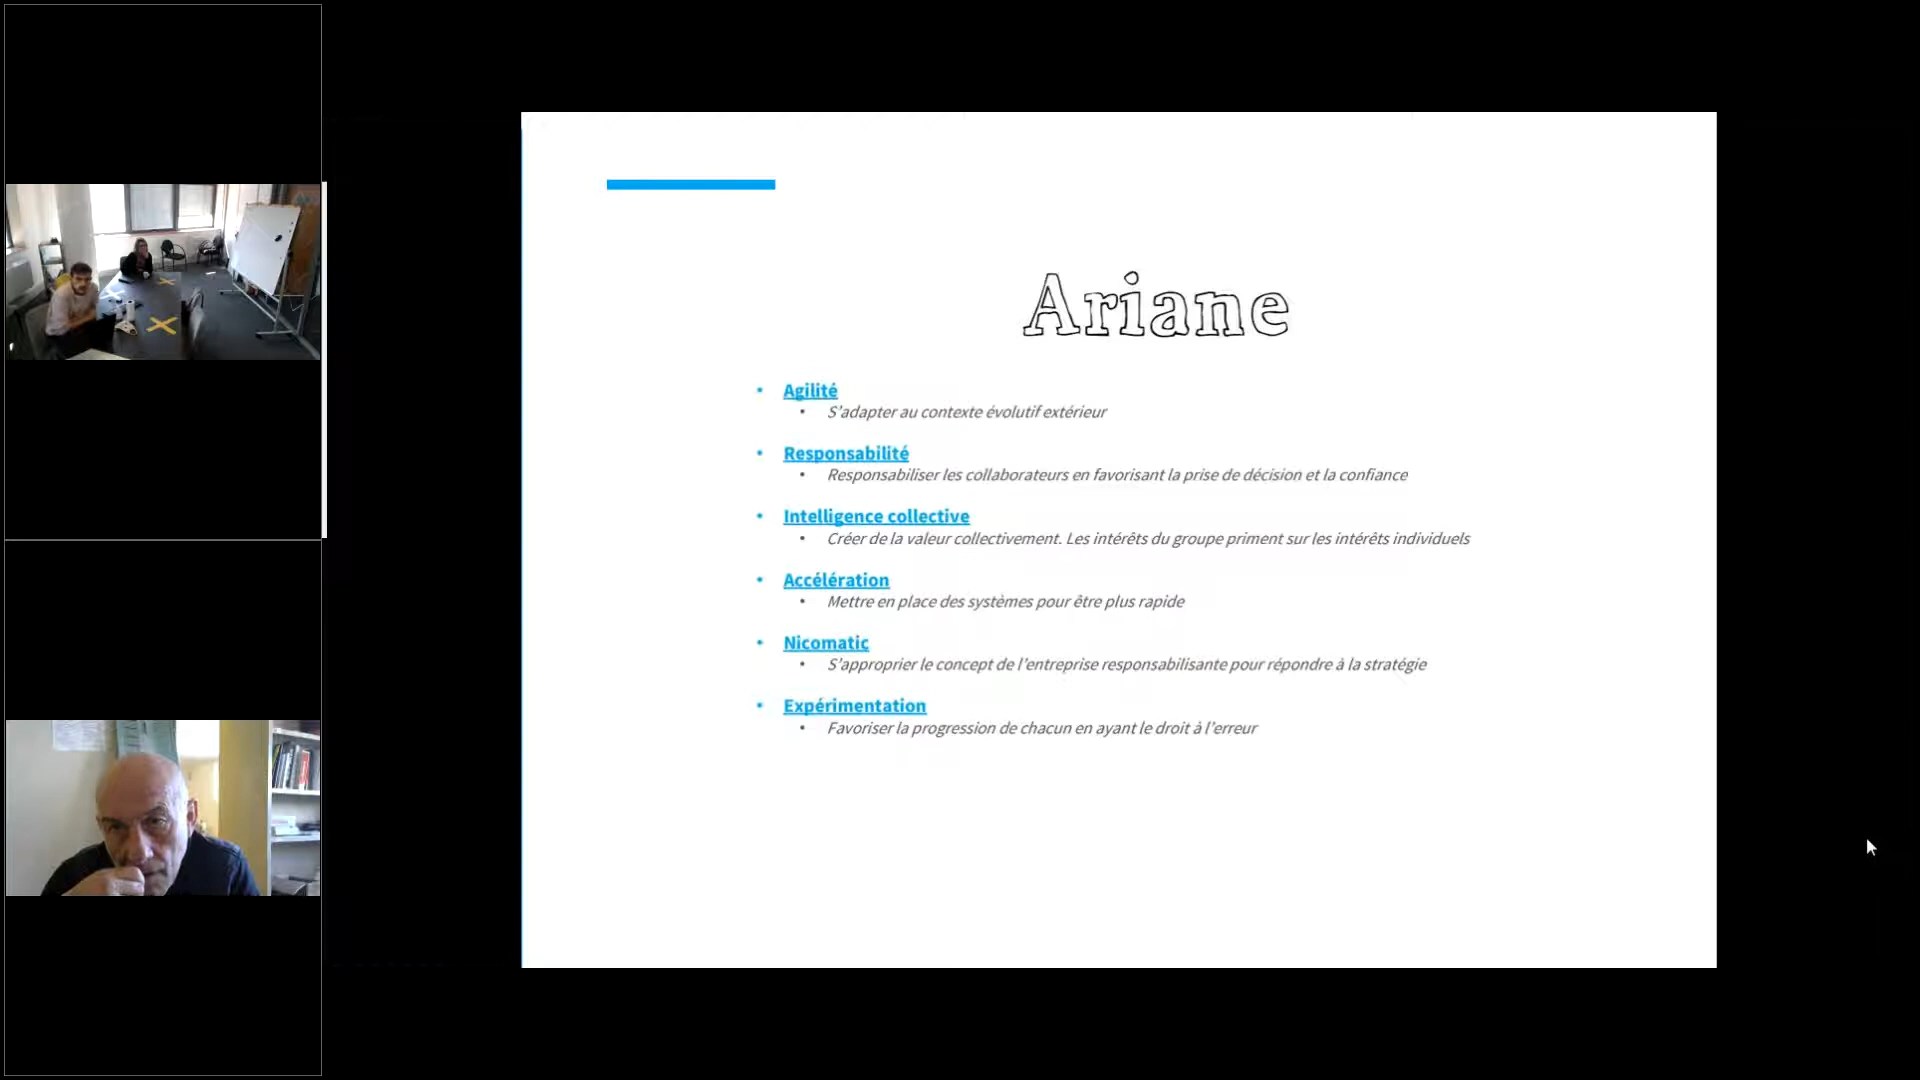 Ariane
• Agilité
• S'adapter au contexte évolutif extérieur
• Responsabilité
• Responsabiliser les collaborateurs en favorisant la prise de décision et la confiance
• Intelligence collective
• Créer de la valeur collectivement. Les intérêts du groupe priment sur les intérêts individuels
• Accélération
• Mettre en place des systèmes pour être plus rapide
• Nicomatic
• S'approprier le concept de l'entreprise responsabilisante pour répondre à la stratégie
• Expérimentation
• Favoriser la progression de chacun en ayant le droit à l'erreur